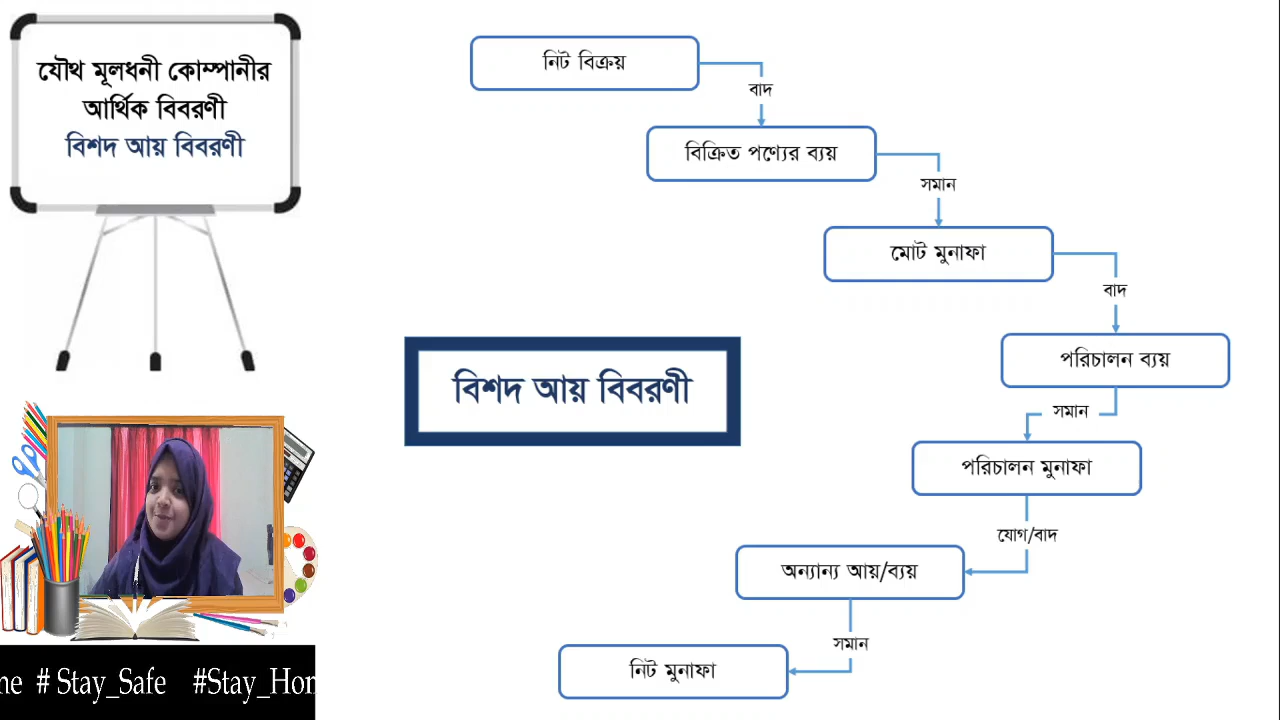 যৌথ মূলধনী কোম্পানীর
আর্থিক বিবরণী
বিশদ আয় বিবরণী
নিট বিক্রয়
বাদ
বিক্রিত পণ্যের ব্যয়
সমান
মোট মুনাফা
বাদ
পরিচালন ব্যয়
সমান
পরিচালন মুনাফা
যোগ/বাদ
অন্যান্য আয়/ব্যয়
সমান
নিট মুনাফা
বিশদ আয় বিবরণী
ne # Stay_Safe #Stay_Hon